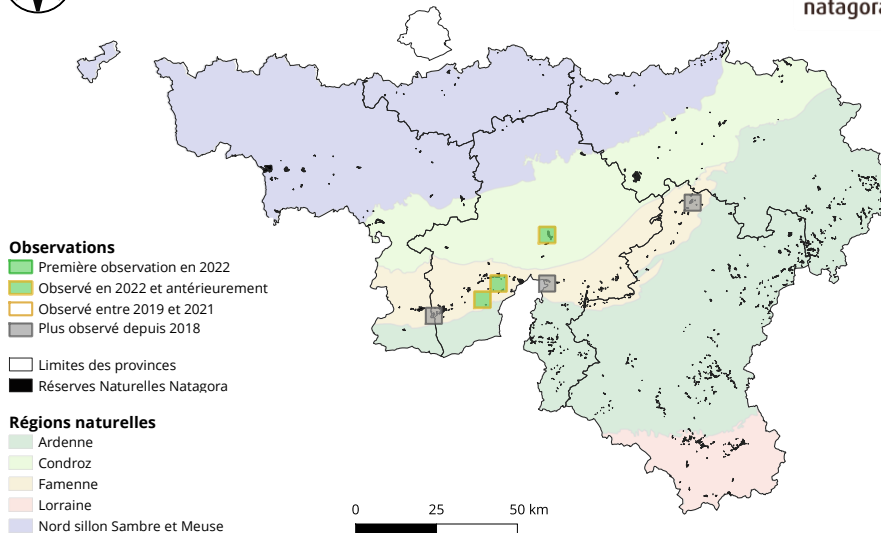 natagora
Observations
Première observation en 2022
Observé en 2022 et antérieurement
Observé entre 2019 et 2021
Plus observé depuis 2018
Limites des provinces
Réserves Naturelles Natagora
Régions naturelles
Ardenne
Condroz
Famenne
Lorraine
Nord sillon Sambre et Meuse
0 25 50 km